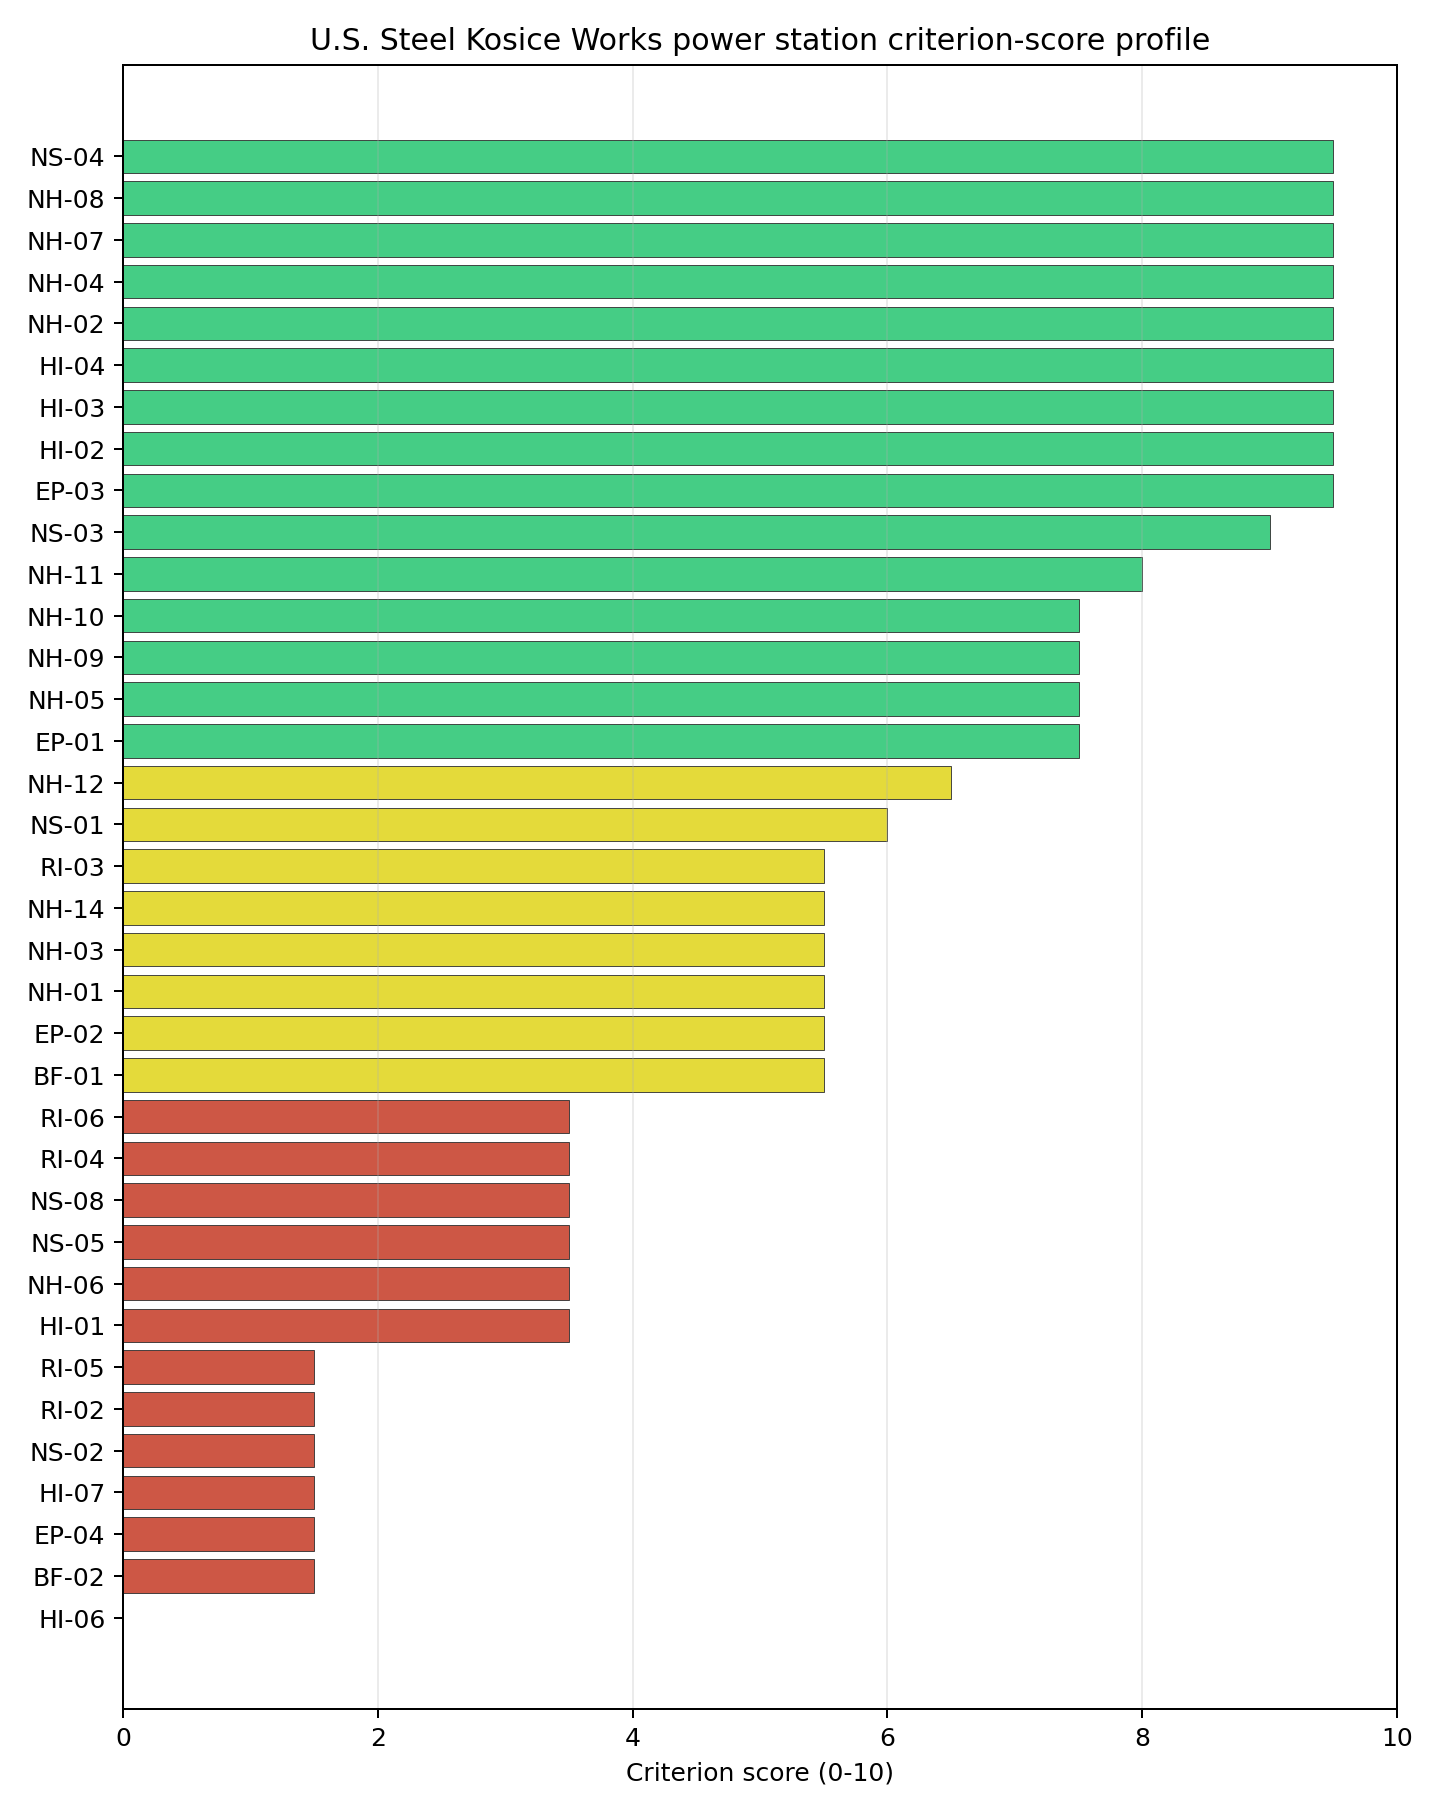 U.S. Steel Kosice Works power station criterion-score profile
NS-04
NH-08
NH-07
NH-04
NH-02
HI-04
HI-03
HI-02
EP-03
NS-03
NH-11
NH-10
NH-09
NH-05
EP-01
NH-12
NS-01
RI-03
NH-14
NH-03
NH-01
EP-02
BF-01
RI-06
RI-04
NS-08
NS-05
NH-06
HI-01
RI-05
RI-02
NS-02
HI-07
EP-04
BF-02
HI-06
0 2 4 6 8 10
Criterion score (0-10)